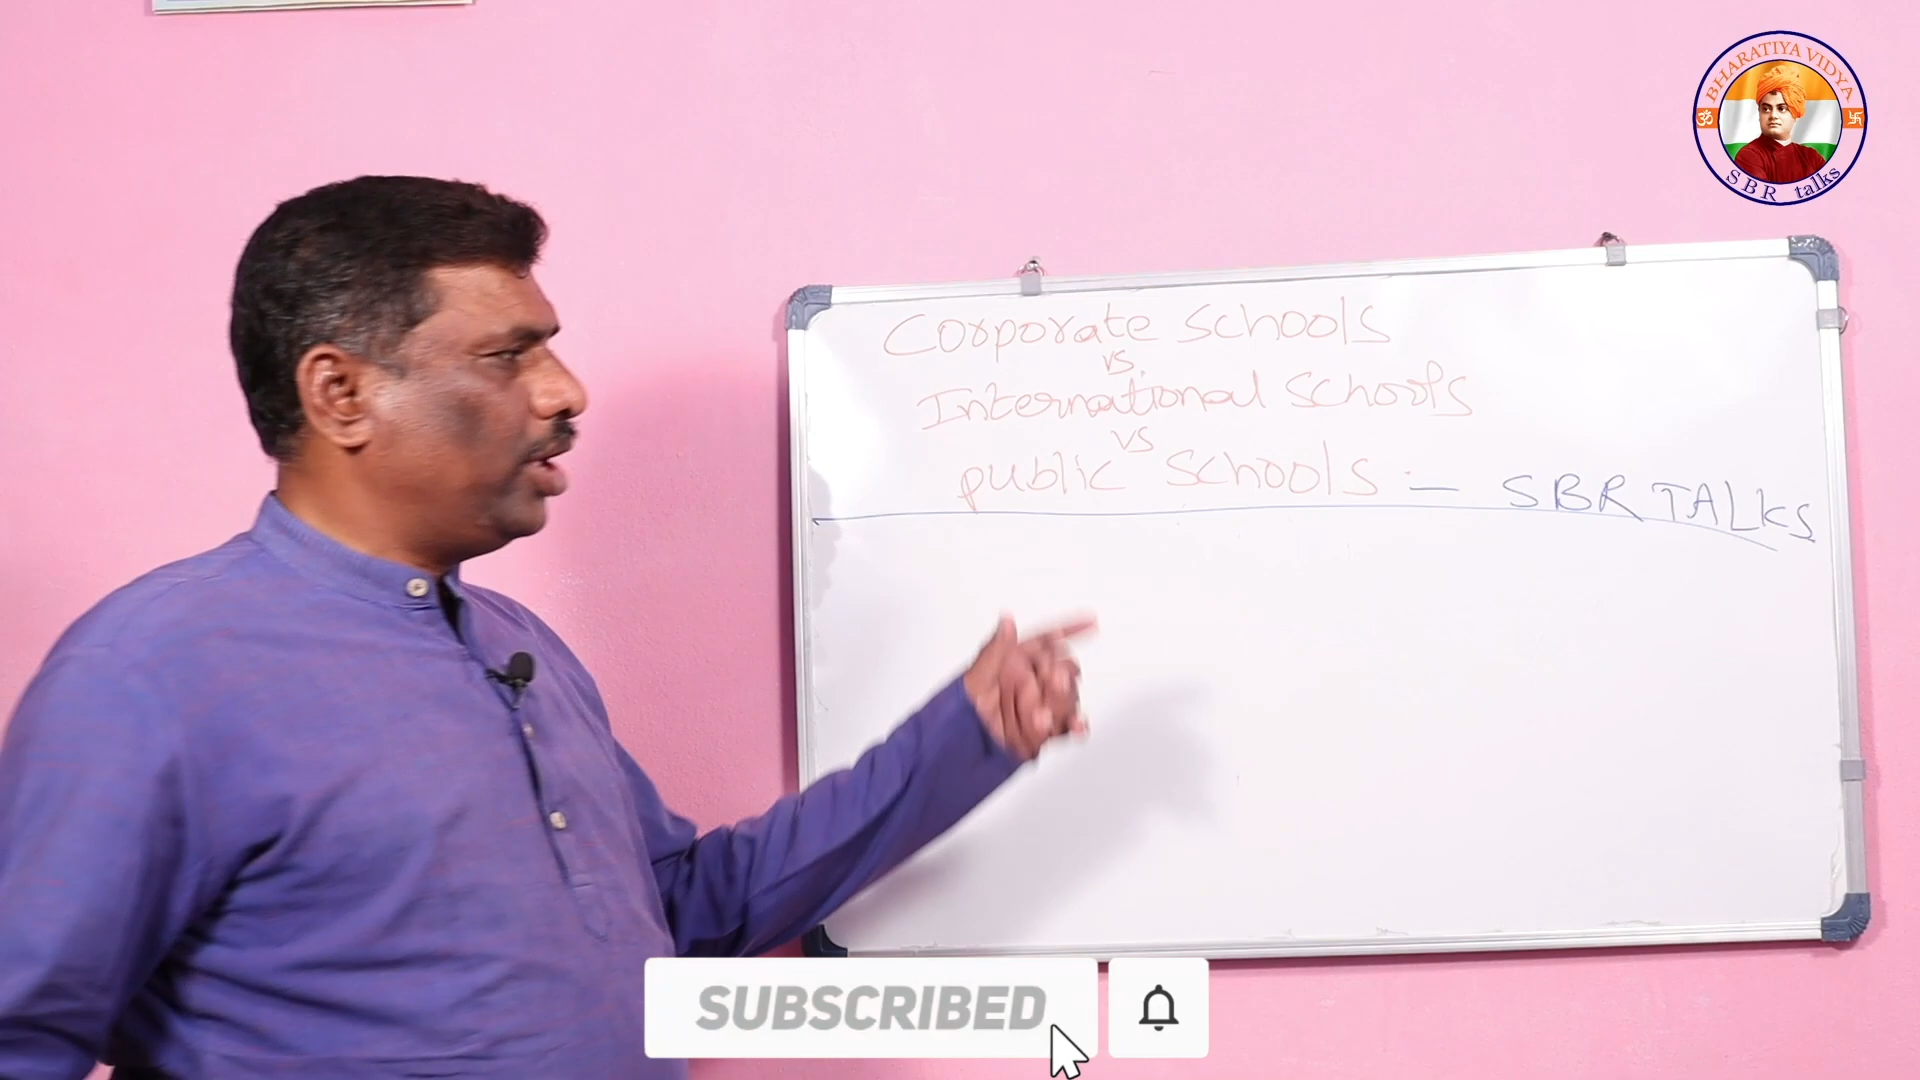 BHARATIYA VIDYA
ॐ
SBR talks
Corporate Schools
vs.
International Schools
vs
public Schools :- SBR TALKS
SUBSCRIBED